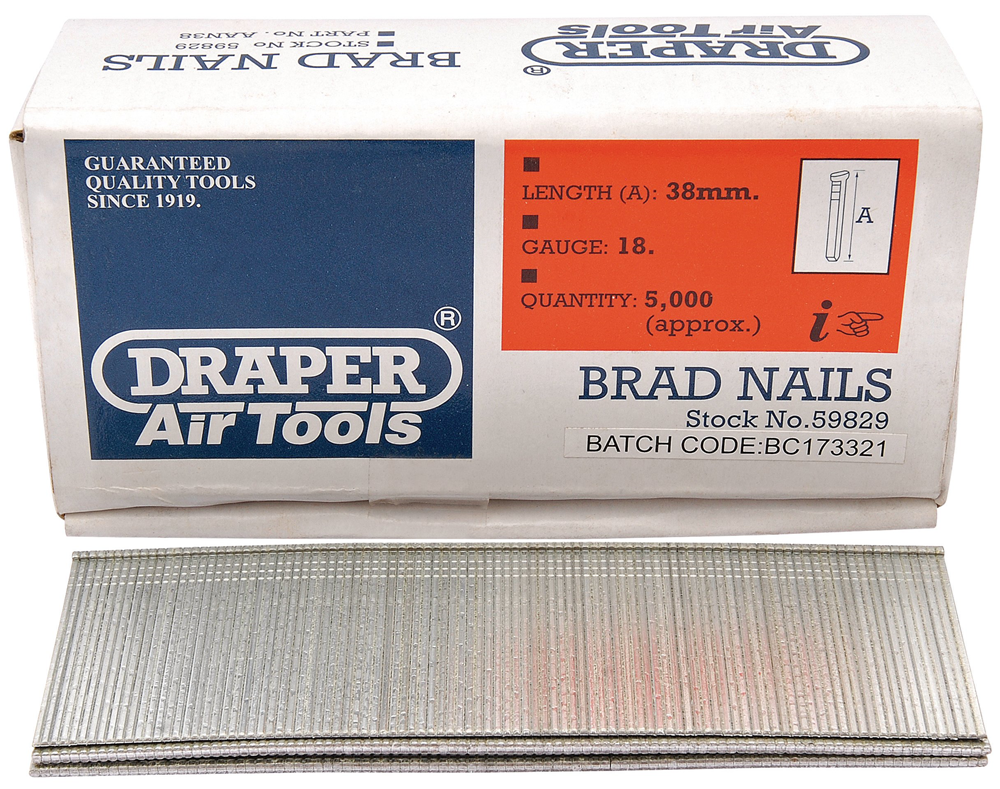 BRAD NAILS
STOCK No 59829
PART No. AAN38
DRAPER®
Air Tools
GUARANTEED
QUALITY TOOLS
SINCE 1919.
DRAPER®
Air Tools
LENGTH (A): 38mm.
GAUGE: 18.
QUANTITY: 5,000
(approx.)
A
i
BRAD NAILS
Stock No.59829
BATCH CODE:BC173321